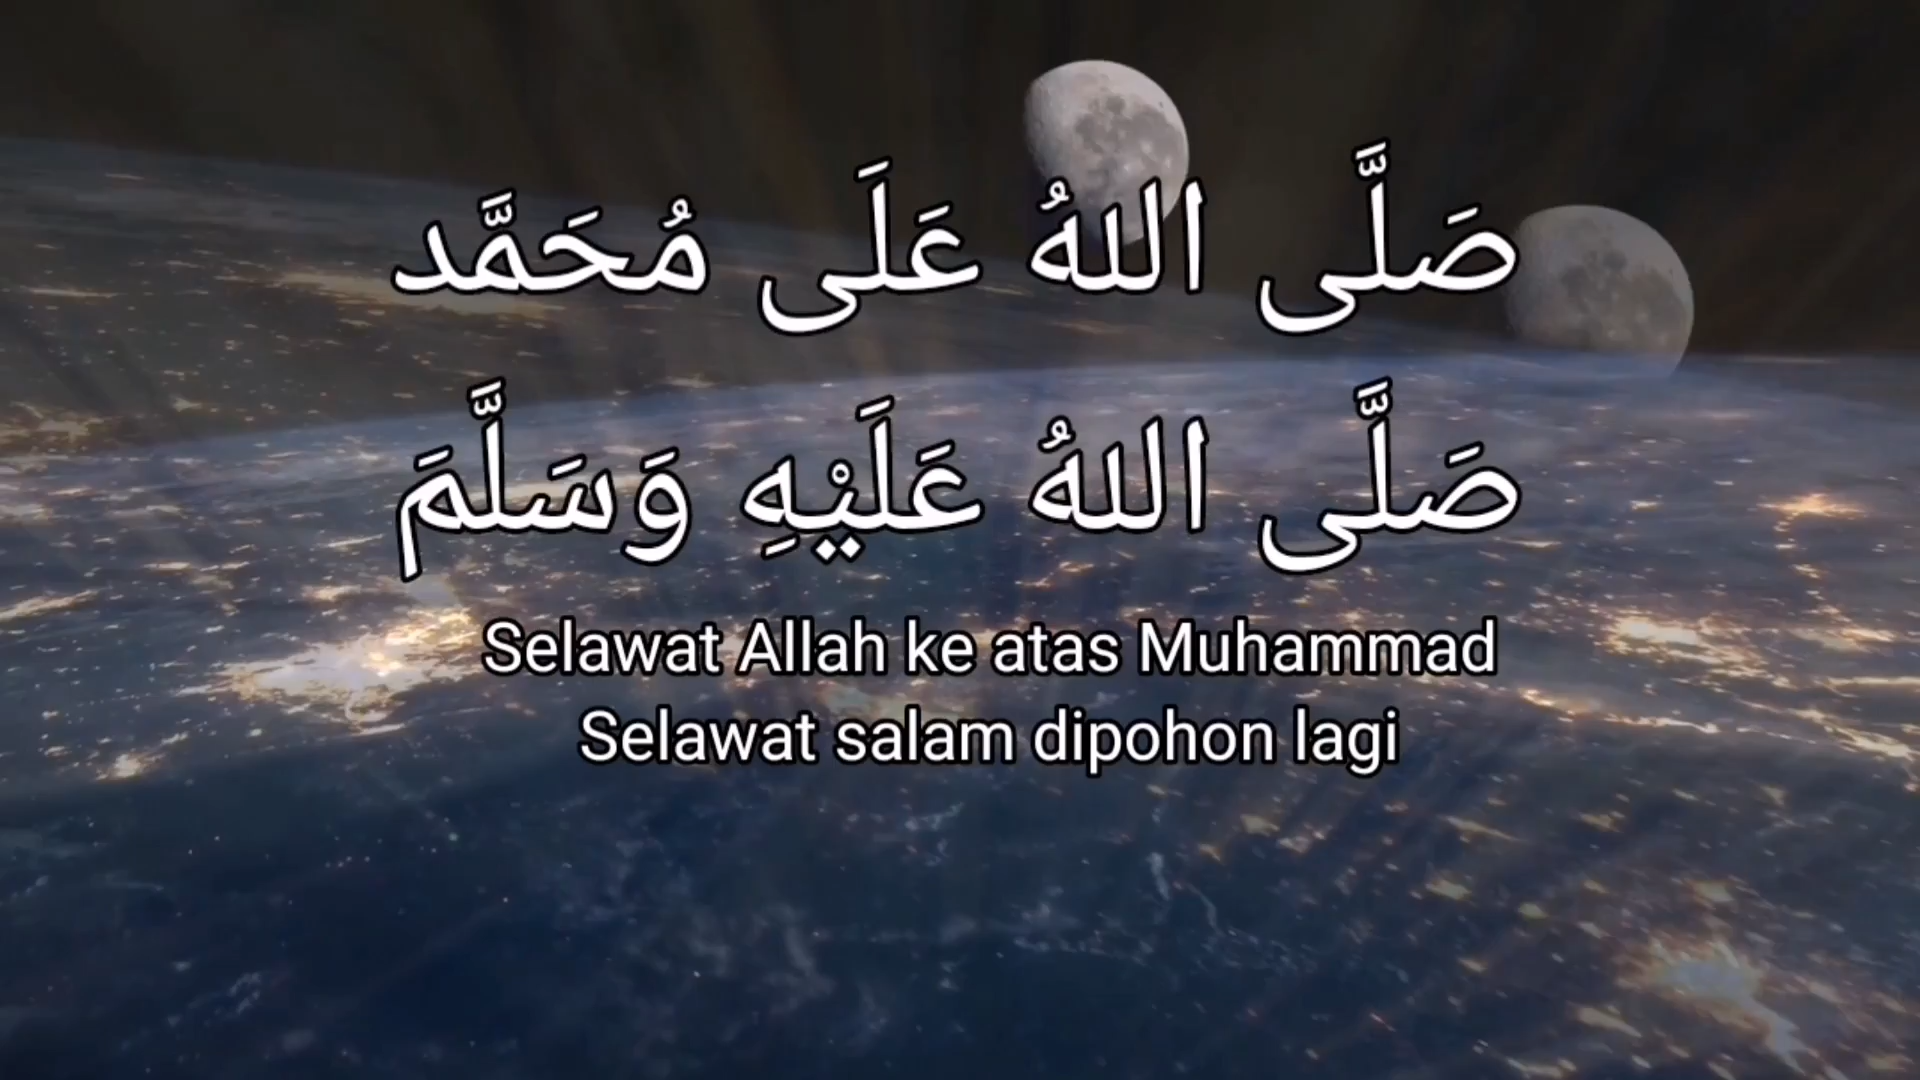 صَلَّى اللهُ عَلَى مُحَمَّد
صَلَّى اللهُ عَلَيْهِ وَسَلَّمَ
Selawat Allah ke atas Muhammad
Selawat salam dipohon lagi